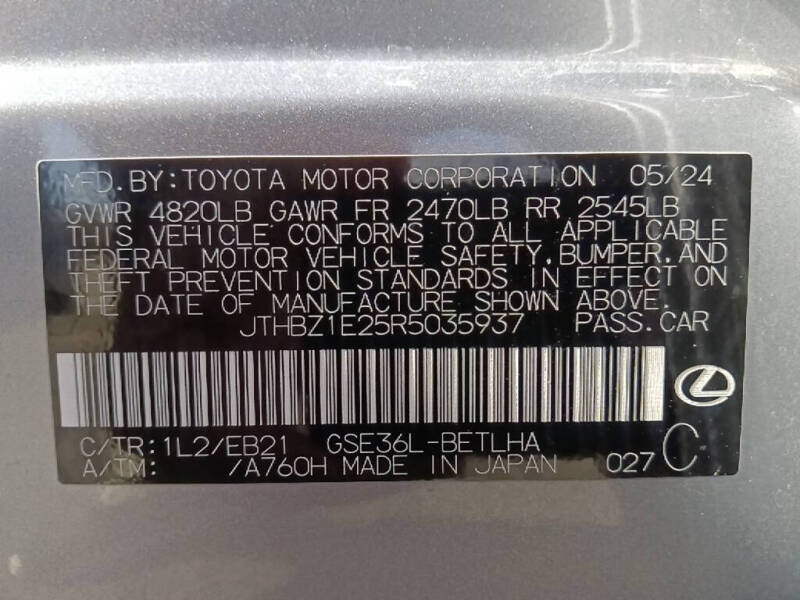 MFD.BY:TOYOTA MOTOR CORPORATION 05/24
GVWR 4820LB GAWR FR 2470LB RR 2545LB
THIS VEHICLE CONFORMS TO ALL APPLICABLE
FEDERAL MOTOR VEHICLE SAFETY,BUMPER,AND
THEFT PREVENTION STANDARDS IN EFFECT ON
THE DATE OF MANUFACTURE SHOWN ABOVE.
JTHBZ1E25R5035937 PASS.CAR
C/TR:1L2/EB21 GSE36L-BETLHA
A/TM: /A760H MADE IN JAPAN 027 C